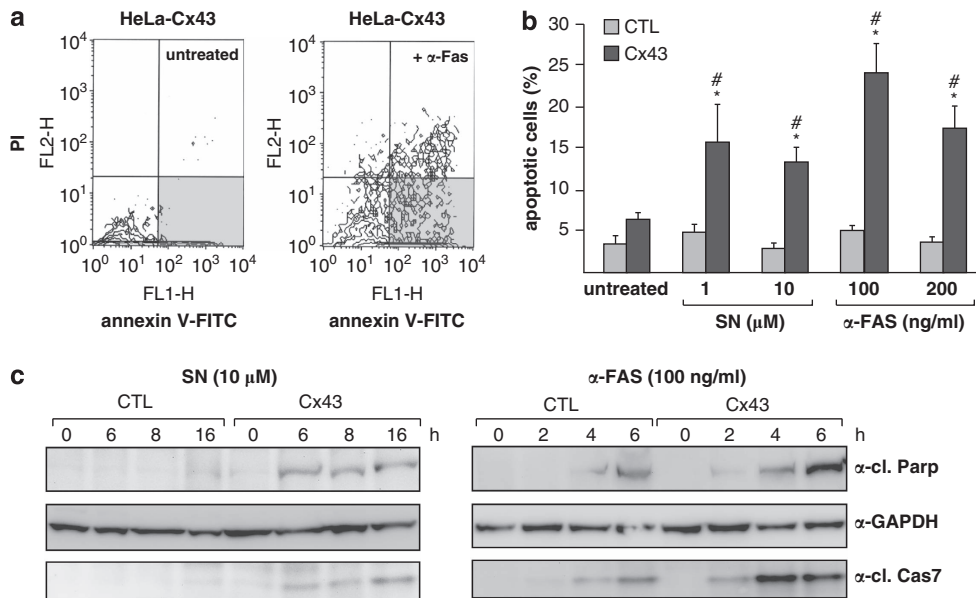 a
HeLa-Cx43
HeLa-Cx43
10⁴
10³
10²
10¹
10⁰
untreated
PI
FL2-H
10⁰ 10¹ 10² 10³ 10⁴
FL1-H
annexin V-FITC
10⁴
10³
10²
10¹
10⁰
+ α-Fas
FL2-H
10⁰ 10¹ 10² 10³ 10⁴
FL1-H
annexin V-FITC
b
CTL
Cx43
apoptotic cells (%)
30
25
20
15
10
5
#
*
#
*
#
*
#
*
untreated 1 10 100 200
SN (μM) α-FAS (ng/ml)
c
SN (10 μM)
CTL Cx43
0 6 8 16 0 6 8 16 h
α-FAS (100 ng/ml)
CTL Cx43
0 2 4 6 0 2 4 6 h
α-cl. Parp
α-GAPDH
α-cl. Cas7